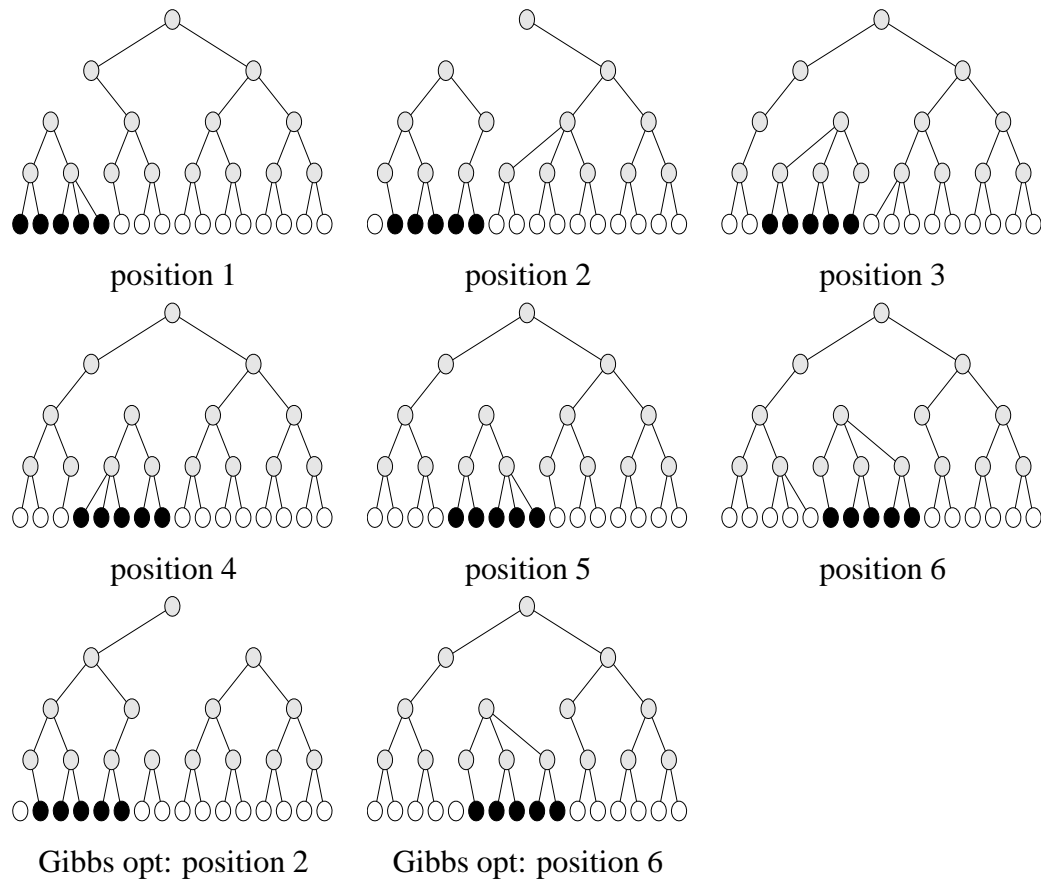 position 1
position 2
position 3
position 4
position 5
position 6
Gibbs opt: position 2
Gibbs opt: position 6